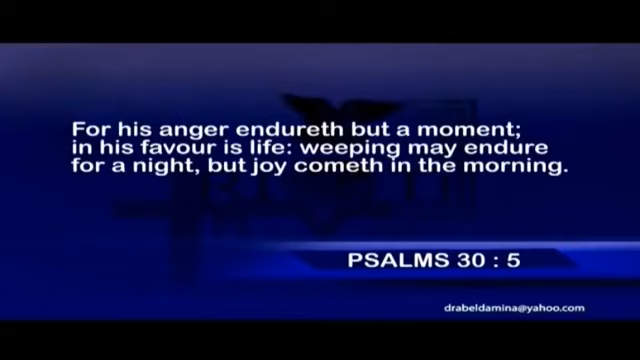 For his anger endureth but a moment;
in his favour is life: weeping may endure
for a night, but joy cometh in the morning.
PSALMS 30 : 5
drabeldamina@yahoo.com